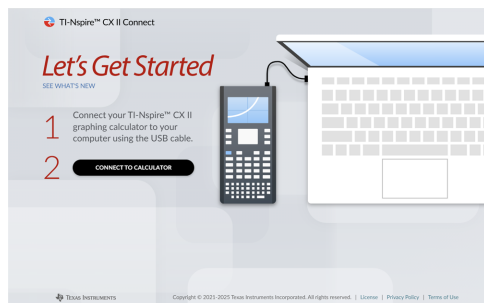 TI-Nspire™ CX II Connect
Let's Get Started
SEE WHAT'S NEW
1
Connect your TI-Nspire™ CX II
graphing calculator to your
computer using the USB cable.
2
CONNECT TO CALCULATOR
TEXAS INSTRUMENTS
Copyright © 2021-2025 Texas Instruments Incorporated. All rights reserved. | License | Privacy Policy | Terms of Use